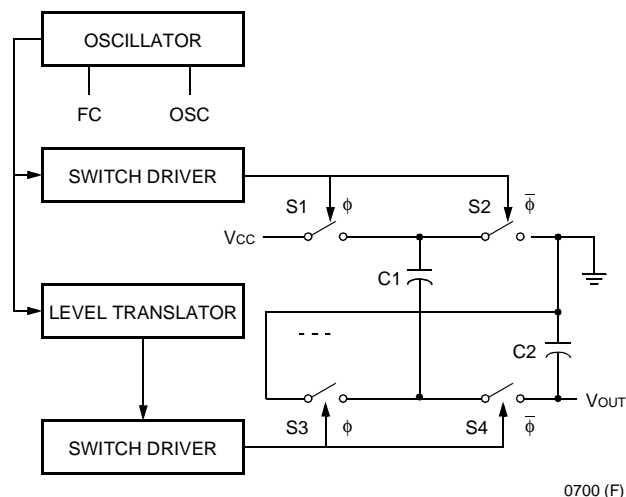 OSCILLATOR
FC OSC
SWITCH DRIVER
S1 ϕ S2 ϕ̅
VCC
C1
LEVEL TRANSLATOR
- - -
C2
VOUT
S3 ϕ S4 ϕ̅
SWITCH DRIVER
0700 (F)